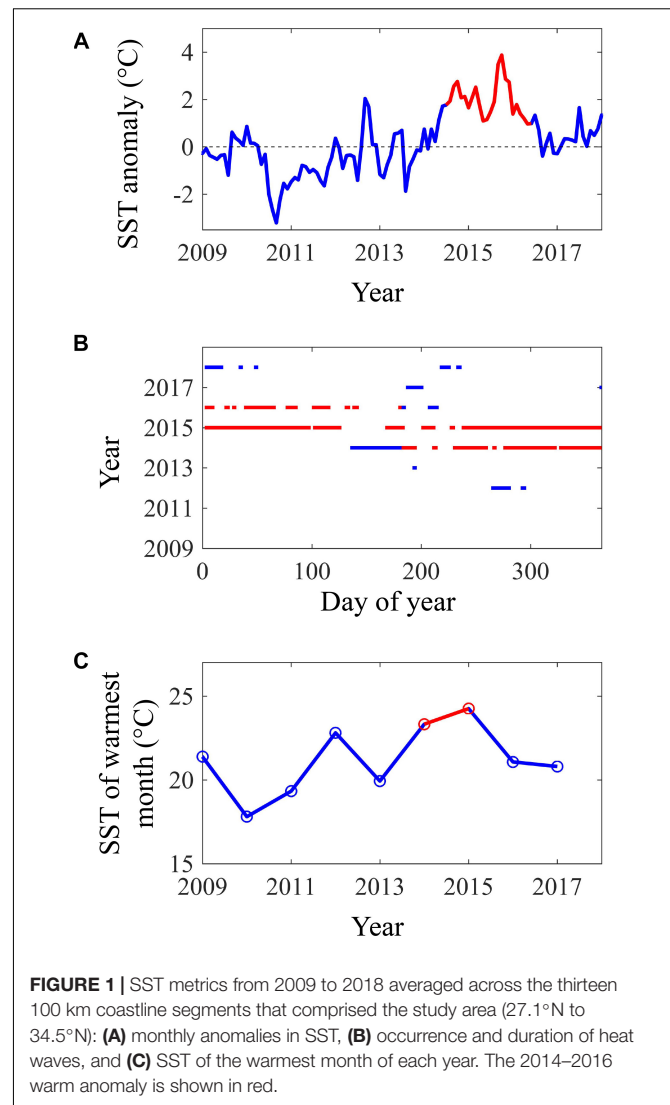 A
SST anomaly (°C)
4
2
0
-2
2009 2011 2013 2015 2017
Year
B
Year
2017
2015
2013
2011
2009
0 100 200 300
Day of year
C
SST of warmest
month (°C)
25
20
15
2009 2011 2013 2015 2017
Year
FIGURE 1 | SST metrics from 2009 to 2018 averaged across the thirteen
100 km coastline segments that comprised the study area (27.1°N to
34.5°N): (A) monthly anomalies in SST, (B) occurrence and duration of heat
waves, and (C) SST of the warmest month of each year. The 2014–2016
warm anomaly is shown in red.